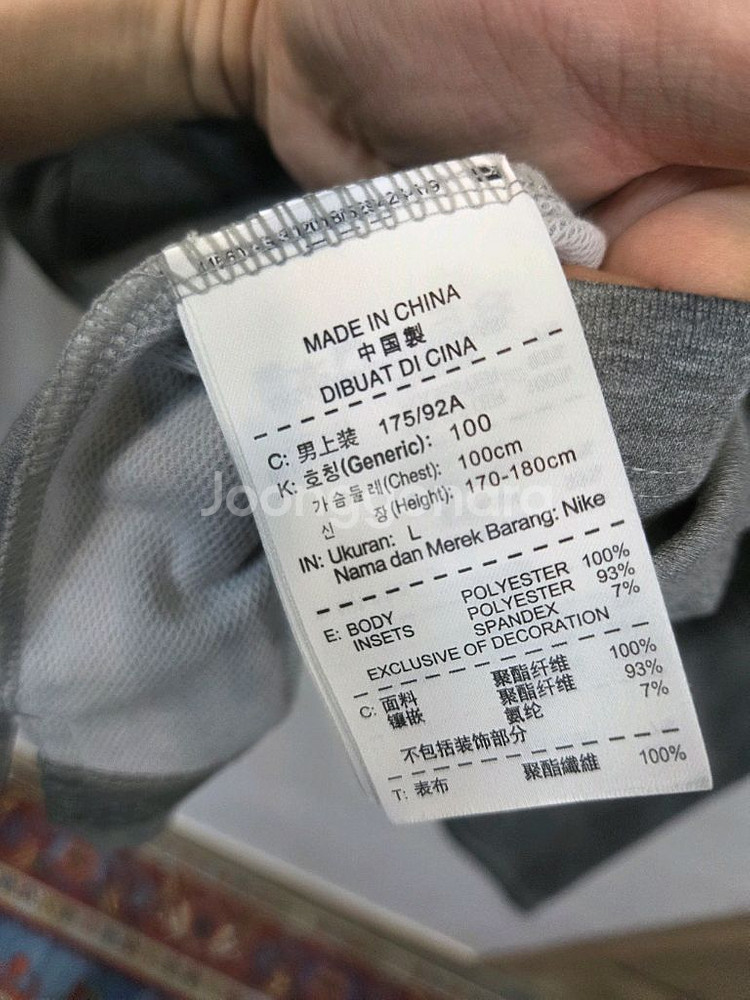 MADE IN CHINA
中国製
DIBUAT DI CINA
C: 男上装 175/92A
K: 호칭(Generic): 100
가슴둘레(Chest): 100cm
신 장(Height): 170-180cm
IN: Ukuran: L
Nama dan Merek Barang: Nike
E: BODY POLYESTER 100%
INSETS POLYESTER 93%
SPANDEX 7%
EXCLUSIVE OF DECORATION
C: 面料 聚酯纤维 100%
镶嵌 聚酯纤维 93%
氨纶 7%
不包括装饰部分
T: 表布 聚酯纖維 100%
Joonggonara